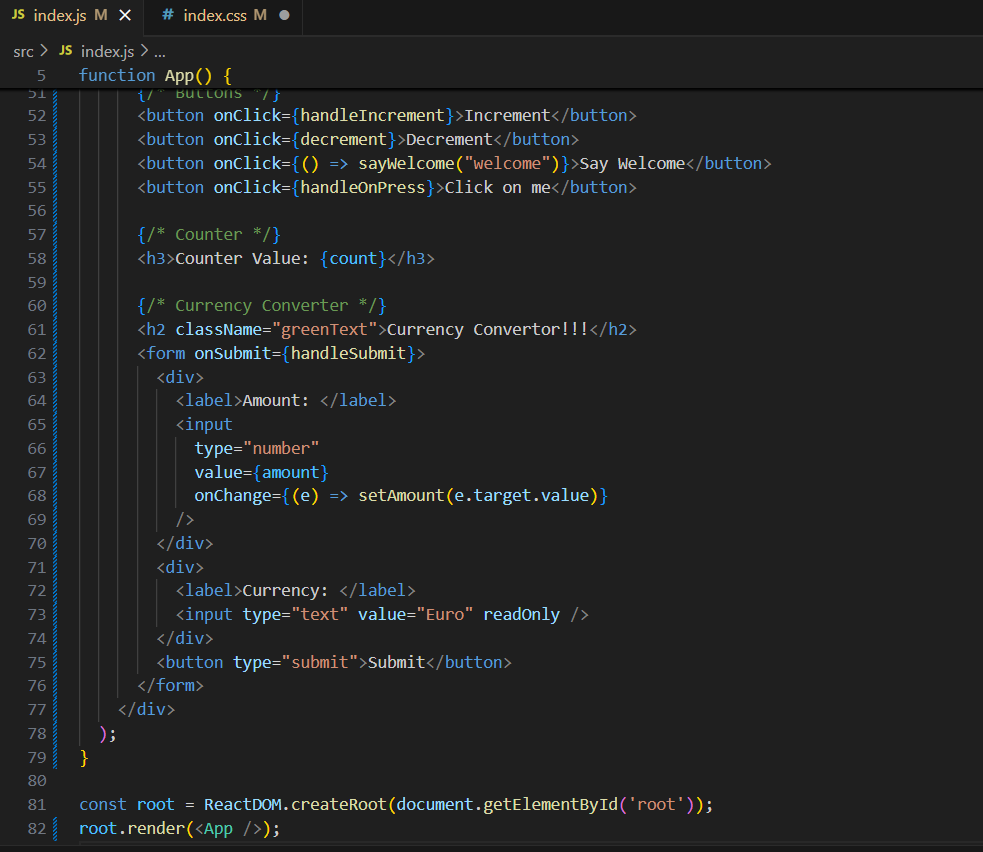 JS index.js M ✕ # index.css M ●
src > JS index.js > ...
5 function App() {
51 {/* Buttons */}
52 <button onClick={handleIncrement}>Increment</button>
53 <button onClick={decrement}>Decrement</button>
54 <button onClick={() => sayWelcome("welcome")}>Say Welcome</button>
55 <button onClick={handleOnPress}>Click on me</button>
56
57 {/* Counter */}
58 <h3>Counter Value: {count}</h3>
59
60 {/* Currency Converter */}
61 <h2 className="greenText">Currency Convertor!!!</h2>
62 <form onSubmit={handleSubmit}>
63 <div>
64 <label>Amount: </label>
65 <input
66 type="number"
67 value={amount}
68 onChange={(e) => setAmount(e.target.value)}
69 />
70 </div>
71 <div>
72 <label>Currency: </label>
73 <input type="text" value="Euro" readOnly />
74 </div>
75 <button type="submit">Submit</button>
76 </form>
77 </div>
78 );
79 }
80
81 const root = ReactDOM.createRoot(document.getElementById('root'));
82 root.render(<App />);